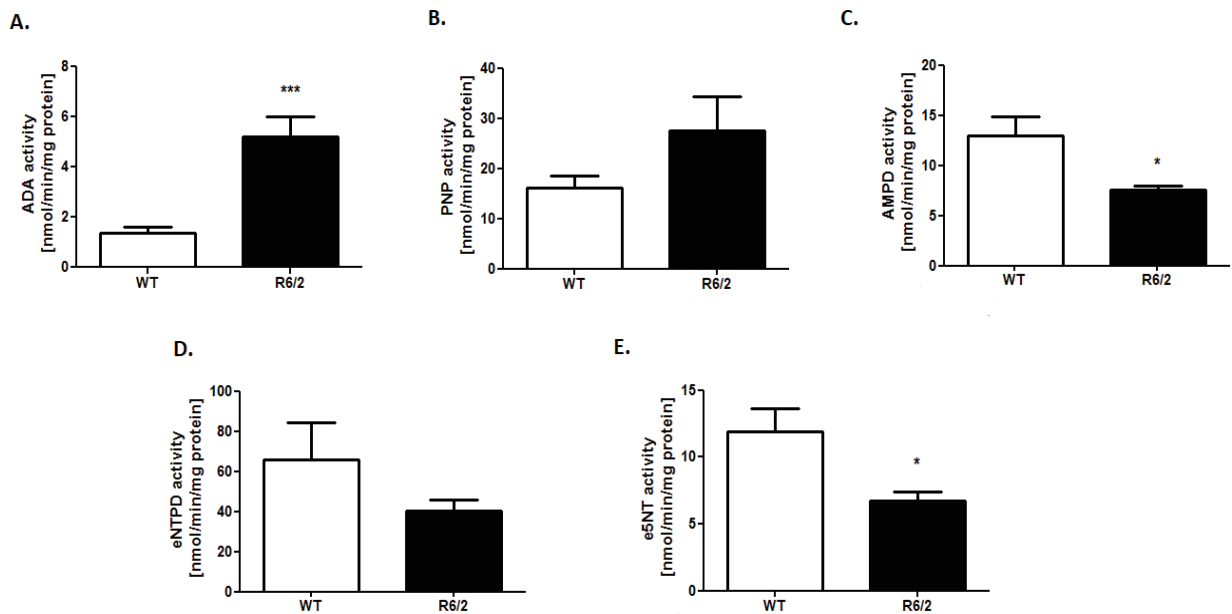 A.
ADA activity
[nmol/min/mg protein]
8
6
4
2
0
***
WT
R6/2
B.
PNP activity
[nmol/min/mg protein]
40
30
20
10
0
WT
R6/2
C.
AMPD activity
[nmol/min/mg protein]
20
15
10
5
0
*
WT
R6/2
D.
eNTPD activity
[nmol/min/mg protein]
100
80
60
40
20
0
WT
R6/2
E.
e5NT activity
[nmol/min/mg protein]
15
10
5
0
*
WT
R6/2